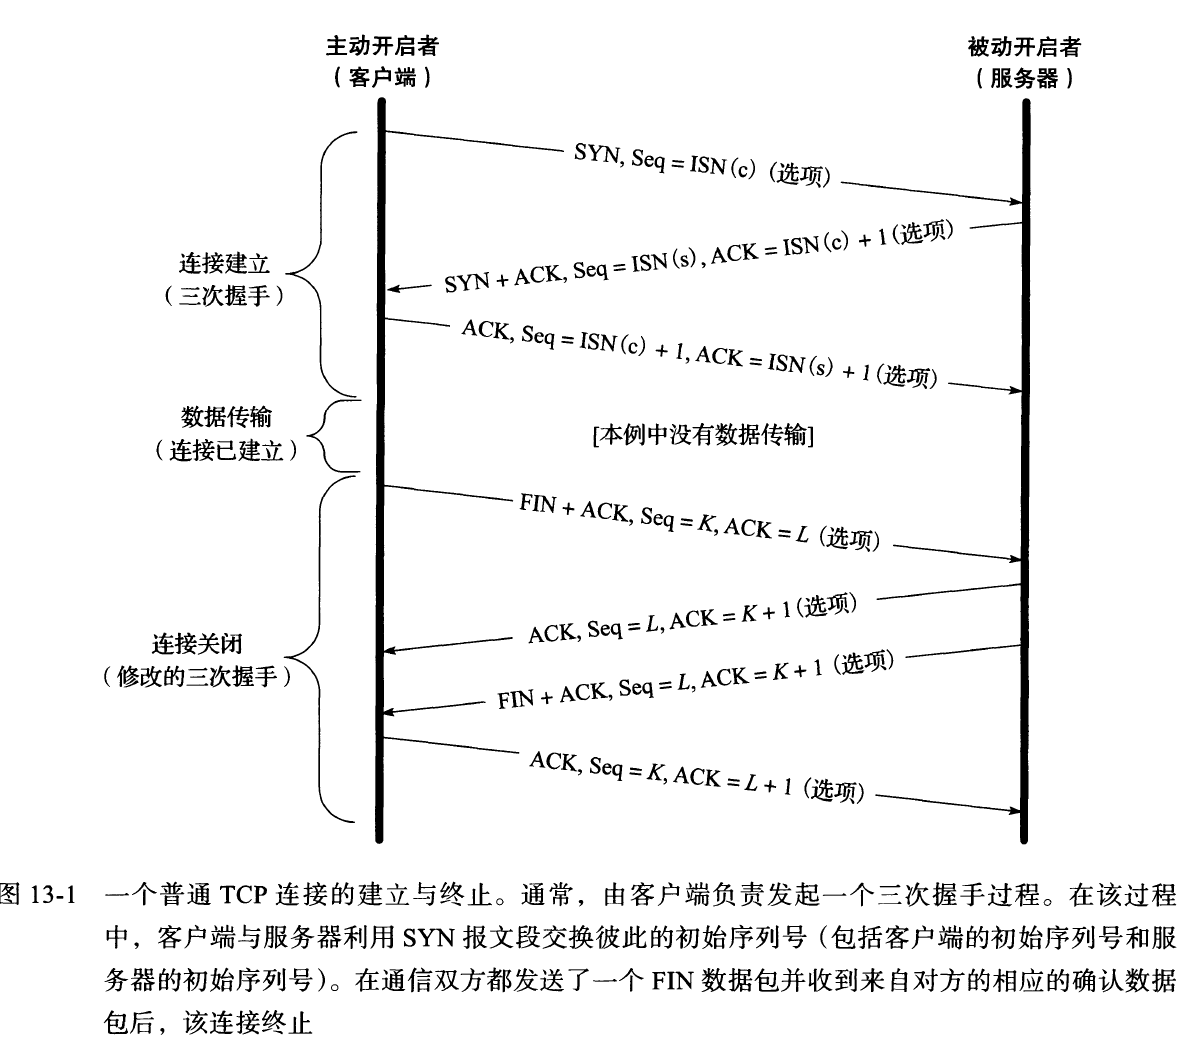 主动开启者
（客户端）
被动开启者
（服务器）
SYN, Seq = ISN(c) (选项)
SYN + ACK, Seq = ISN(s), ACK = ISN(c) + 1(选项)
连接建立
（三次握手）
ACK, Seq = ISN(c) + 1, ACK = ISN(s) + 1(选项)
数据传输
（连接已建立）
[本例中没有数据传输]
FIN + ACK, Seq = K, ACK = L (选项)
ACK, Seq = L, ACK = K + 1(选项)
连接关闭
（修改的三次握手）
FIN + ACK, Seq = L, ACK = K + 1 (选项)
ACK, Seq = K, ACK = L + 1 (选项)
图 13-1 一个普通 TCP 连接的建立与终止。通常，由客户端负责发起一个三次握手过程。在该过程
中，客户端与服务器利用 SYN 报文段交换彼此的初始序列号（包括客户端的初始序列号和服
务器的初始序列号）。在通信双方都发送了一个 FIN 数据包并收到来自对方的相应的确认数据
包后，该连接终止